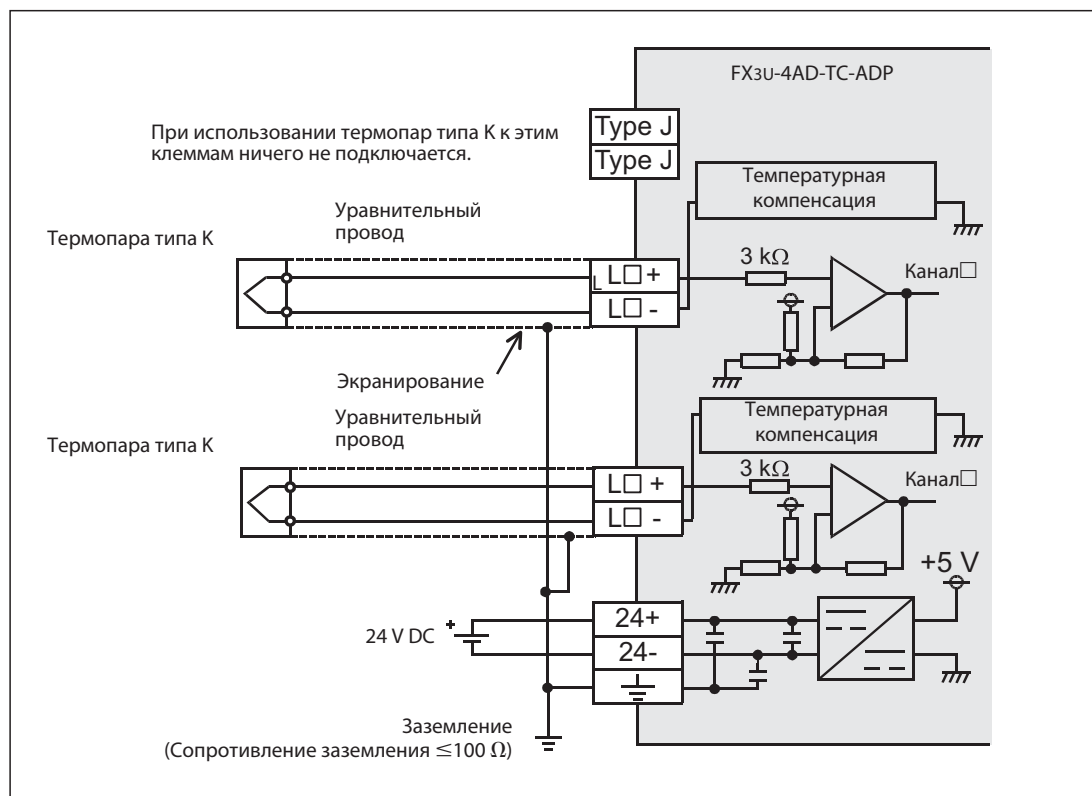 FX3U-4AD-TC-ADP
При использовании термопар типа K к этим
клеммам ничего не подключается.
Type J
Type J
Температурная
компенсация
Уравнительный
провод
Термопара типа K
3 kΩ
Канал□
L L□ +
L□ -
Экранирование
Уравнительный
провод
Температурная
компенсация
Термопара типа K
3 kΩ
Канал□
L□ +
L□ -
+5 V
24+
24 V DC
+
24-
Заземление
(Сопротивление заземления ≤100 Ω)